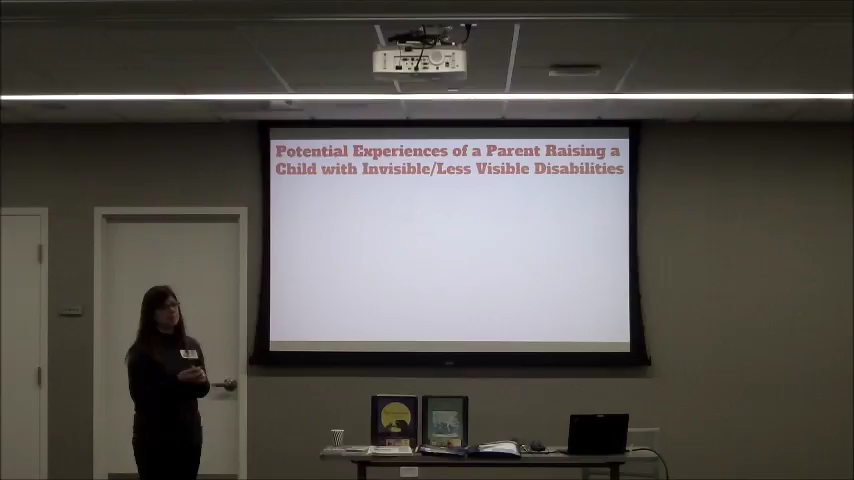 Potential Experiences of a Parent Raising a
Child with Invisible/Less Visible Disabilities